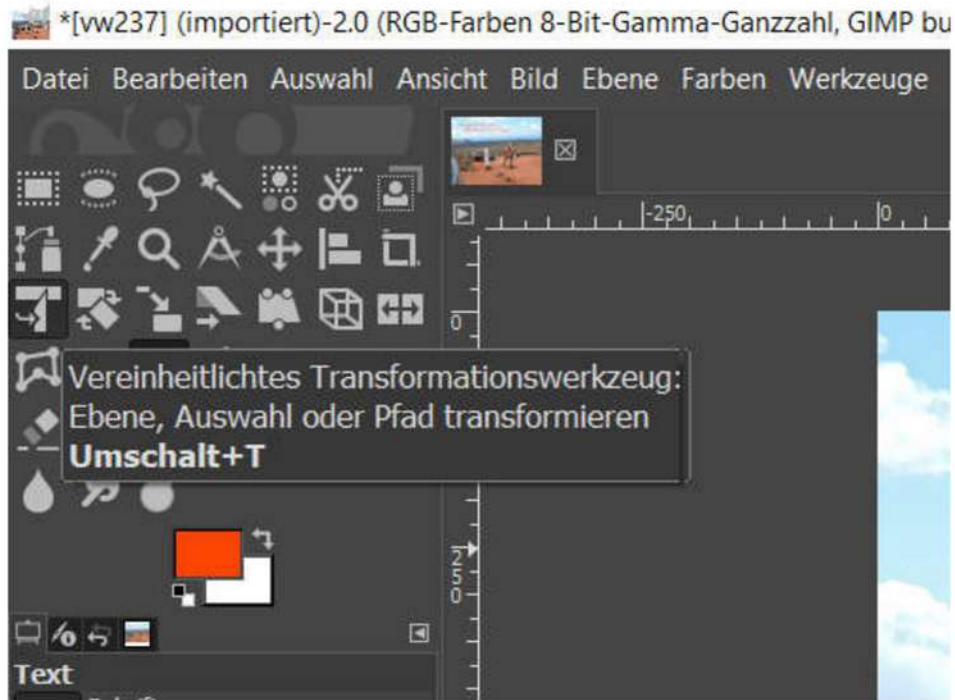 *[vw237] (importiert)-2.0 (RGB-Farben 8-Bit-Gamma-Ganzzahl, GIMP
Datei Bearbeiten Auswahl Ansicht Bild Ebene Farben Werkzeuge
-250 0
0
Vereinheitlichtes Transformationswerkzeug:
Ebene, Auswahl oder Pfad transformieren
Umschalt+T
250
Text